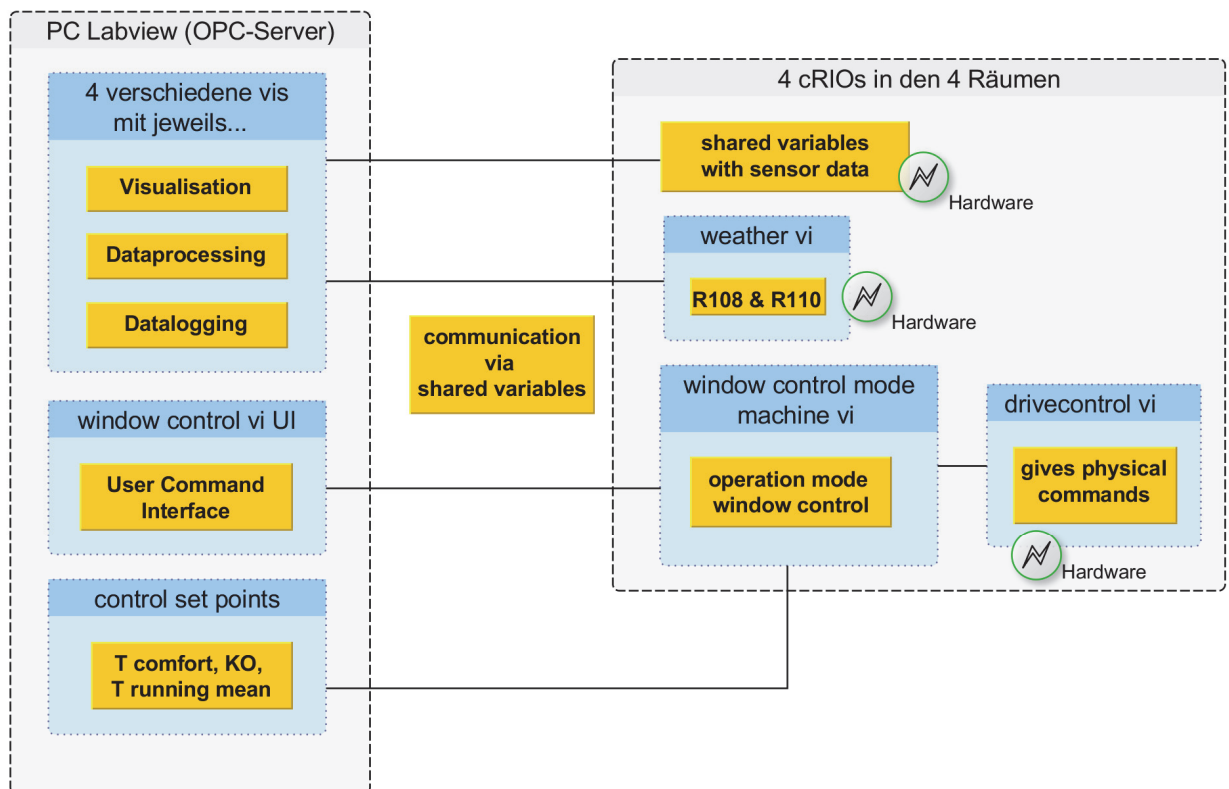 PC Labview (OPC-Server)
4 verschiedene vis
mit jeweils...
Visualisation
Dataprocessing
Datalogging
window control vi UI
User Command
Interface
control set points
T comfort, KO,
T running mean
communication
via
shared variables
4 cRIOs in den 4 Räumen
shared variables
with sensor data
Hardware
weather vi
R108 & R110
Hardware
window control mode
machine vi
operation mode
window control
drivecontrol vi
gives physical
commands
Hardware